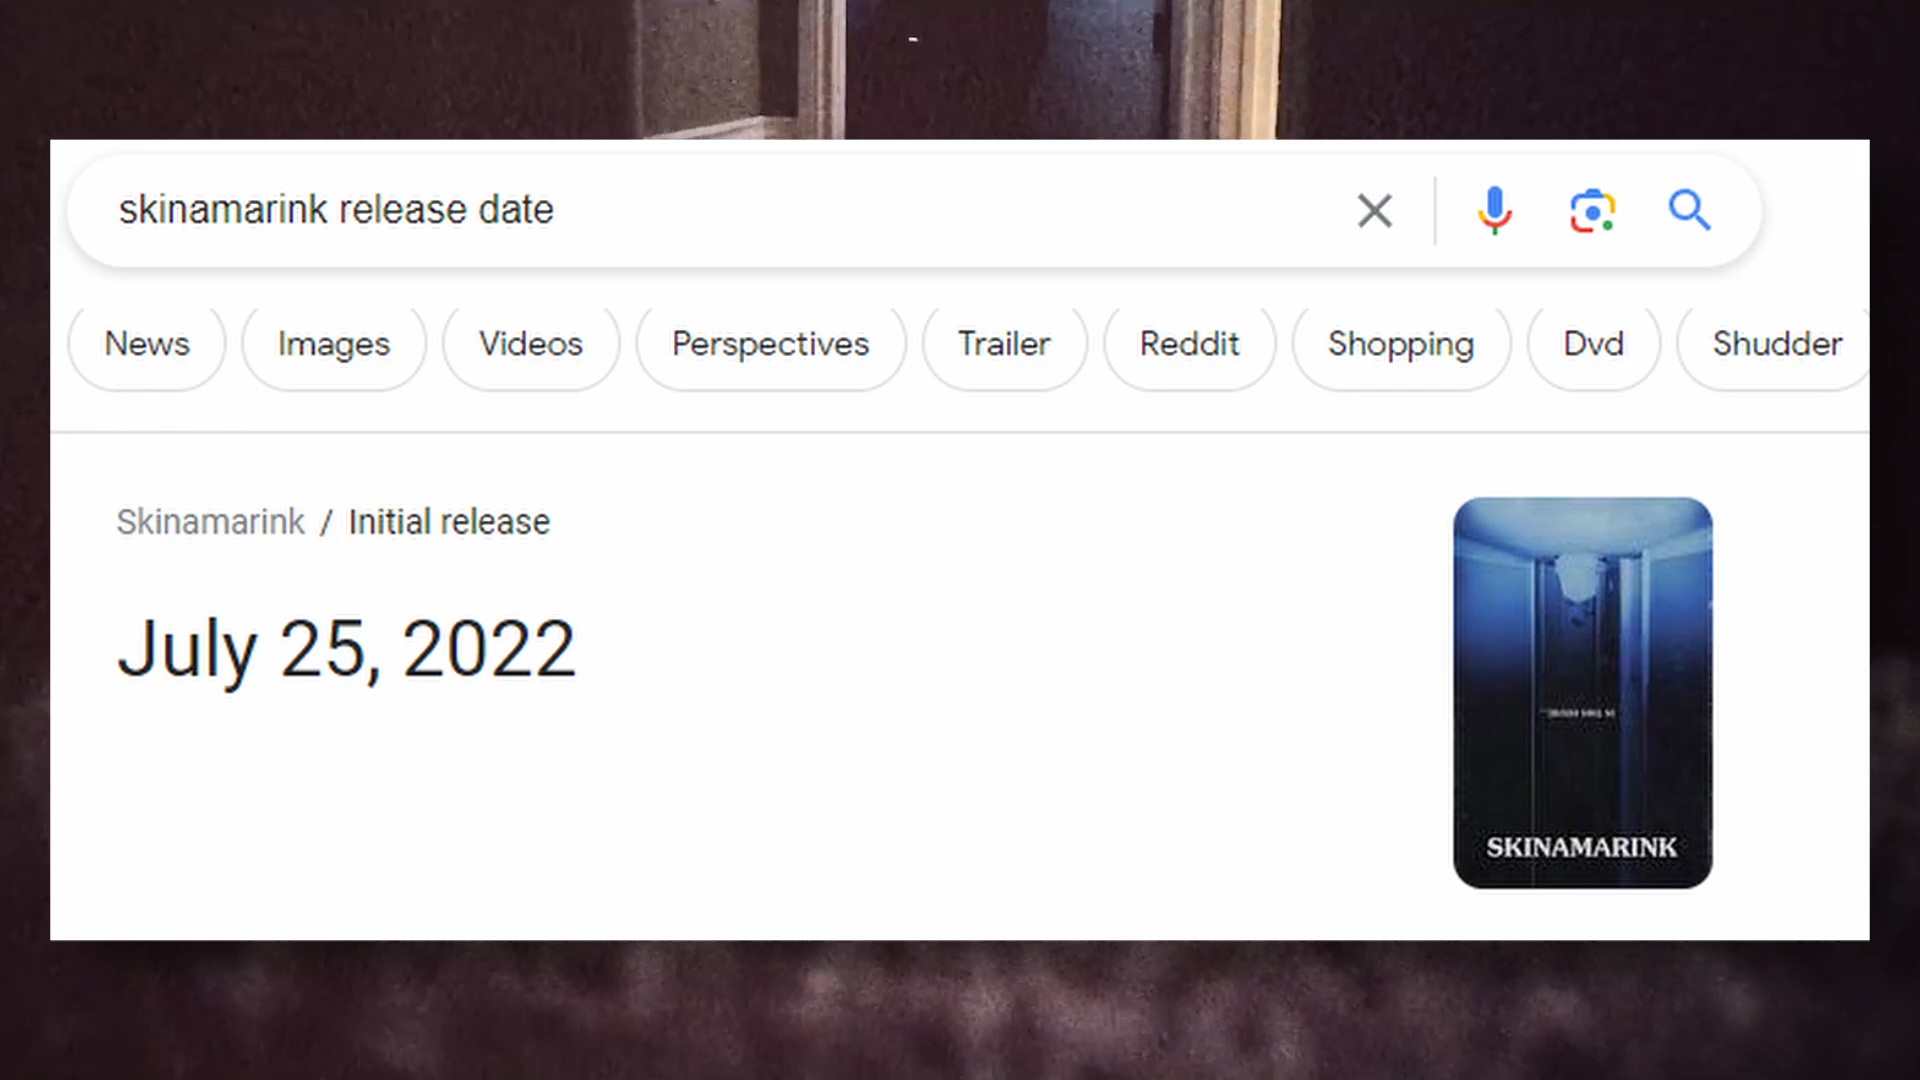 skinamarink release date
News Images Videos Perspectives Trailer Reddit Shopping Dvd Shudder
Skinamarink / Initial release
July 25, 2022
SKINAMARINK